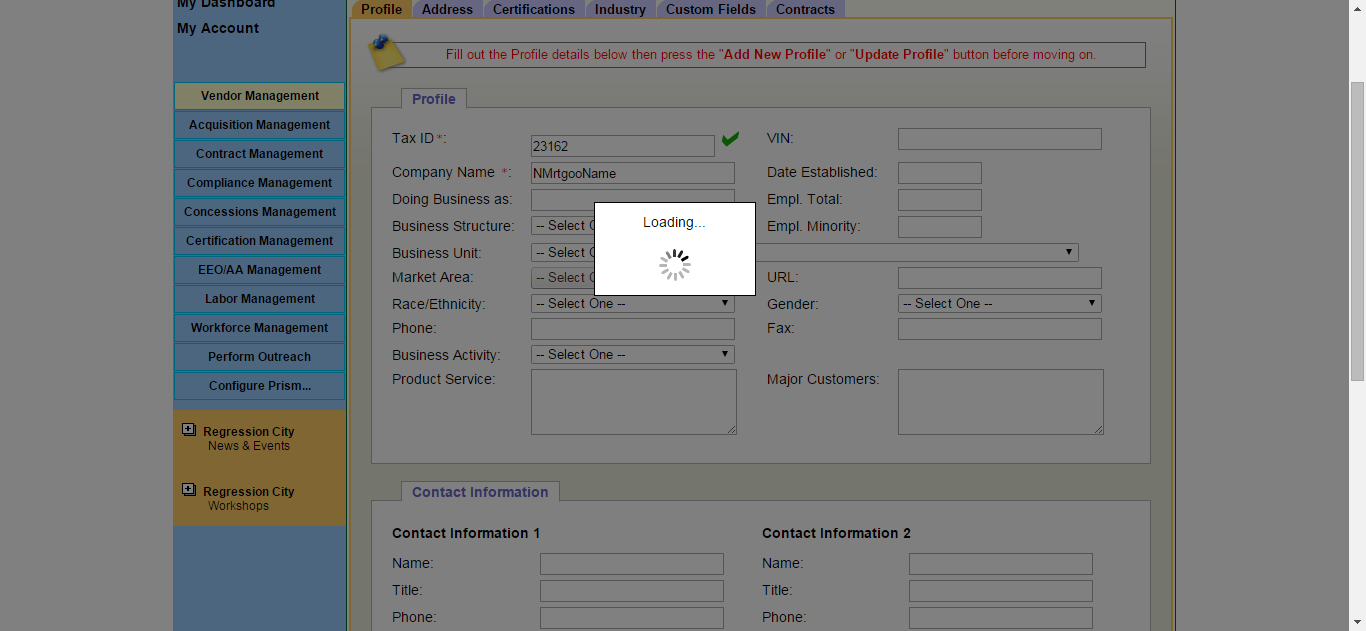 My Dashboard
My Account
Vendor Management
Acquisition Management
Contract Management
Compliance Management
Concessions Management
Certification Management
EEO/AA Management
Labor Management
Workforce Management
Perform Outreach
Configure Prism...
Regression City
News & Events
Regression City
Workshops
Profile Address Certifications Industry Custom Fields Contracts
Fill out the Profile details below then press the "Add New Profile" or "Update Profile" button before moving on.
Profile
Tax ID*: 23162 VIN:
Company Name *: NMrtgooName Date Established:
Doing Business as: Empl. Total:
Business Structure: -- Select Empl. Minority:
Business Unit: -- Select
Market Area: -- Select URL:
Race/Ethnicity: -- Select One -- Gender: -- Select One --
Phone: Fax:
Business Activity: -- Select One --
Product Service: Major Customers:
Loading...
Contact Information
Contact Information 1 Contact Information 2
Name: Name:
Title: Title:
Phone: Phone: